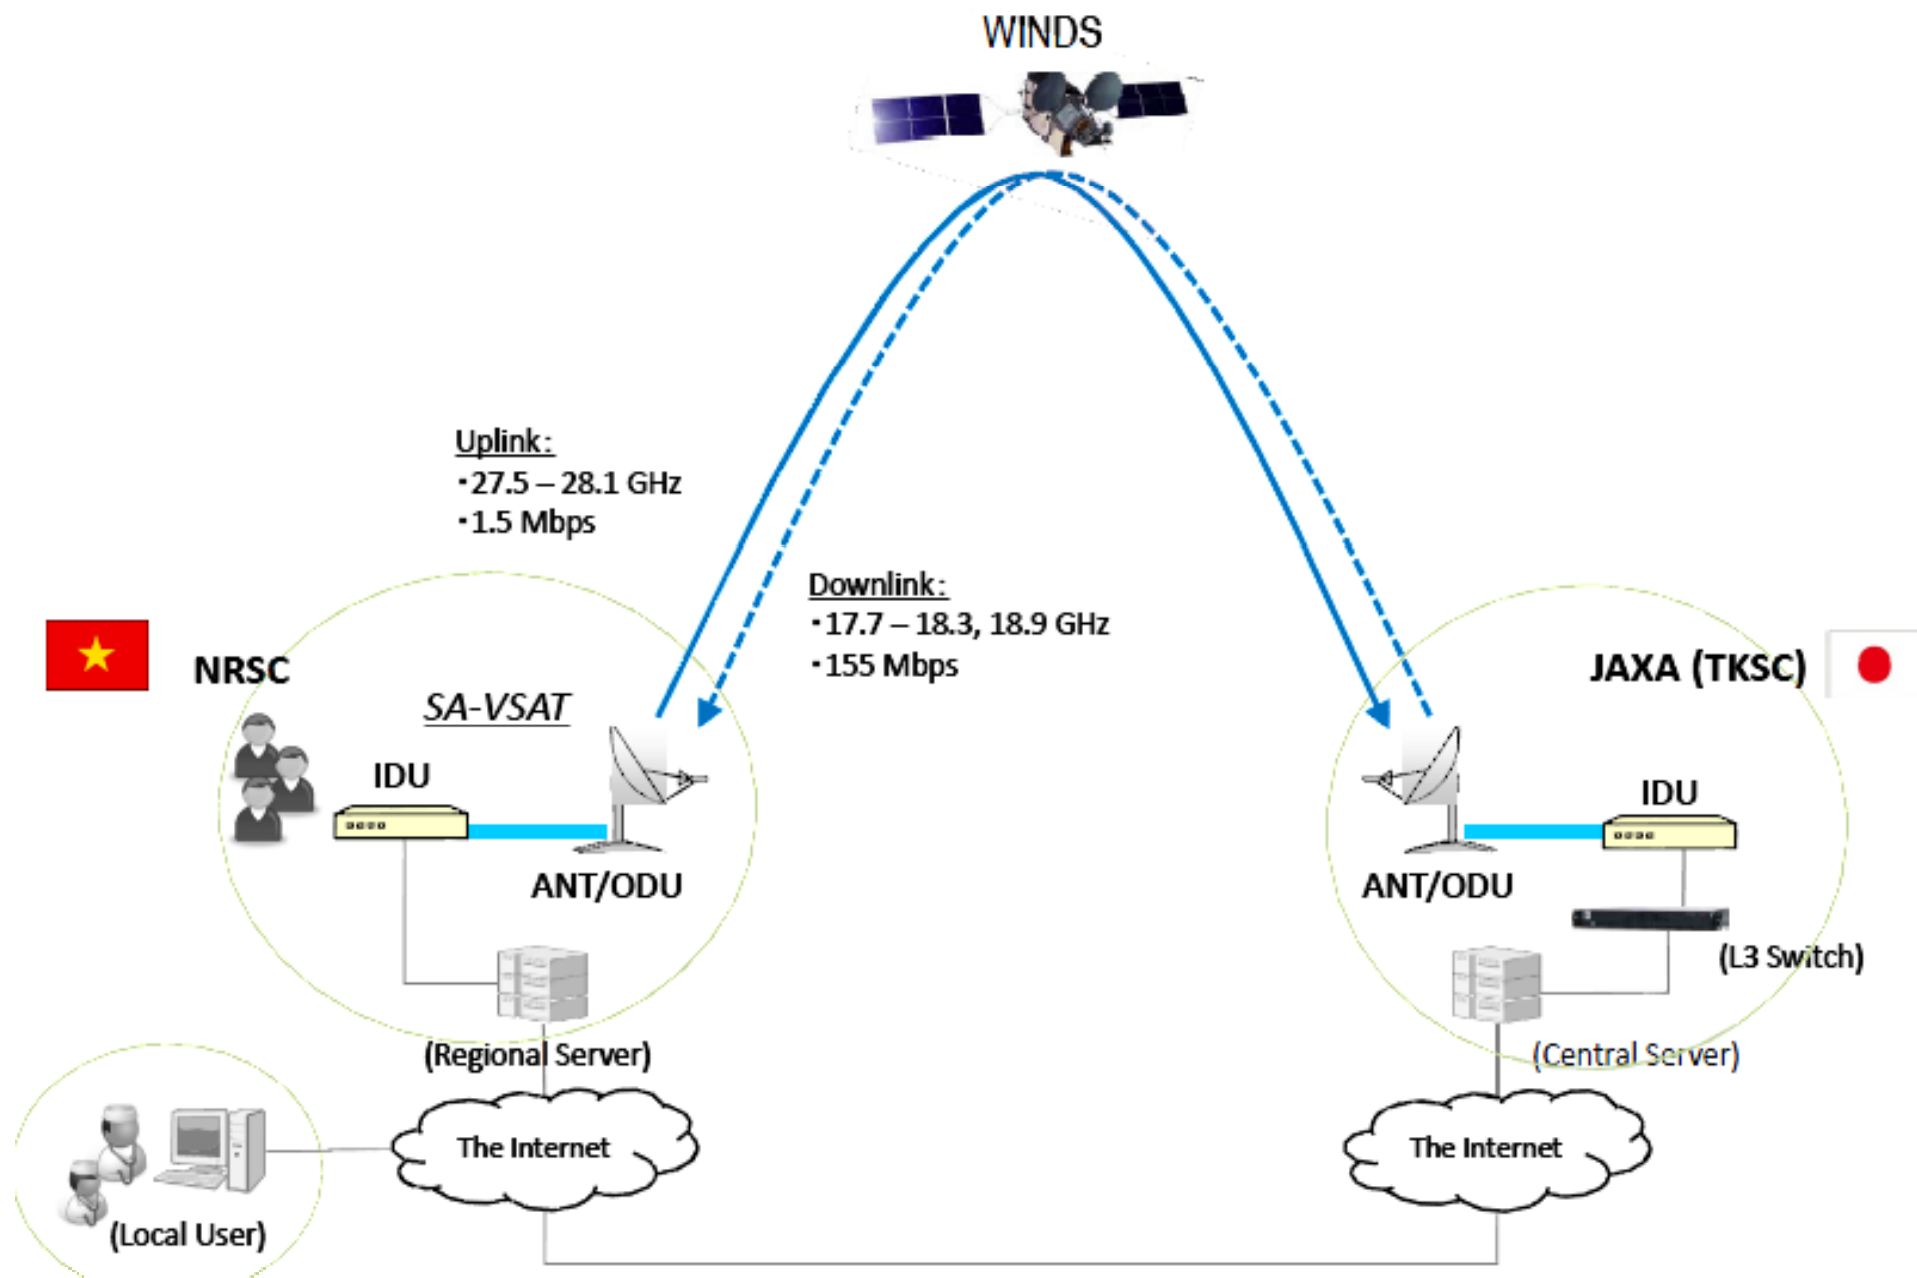 WINDS
Uplink:
・27.5 – 28.1 GHz
・1.5 Mbps
Downlink:
・17.7 – 18.3, 18.9 GHz
・155 Mbps
NRSC
SA-VSAT
IDU
ANT/ODU
(Regional Server)
The Internet
(Local User)
JAXA (TKSC)
IDU
ANT/ODU
(L3 Switch)
(Central Server)
The Internet